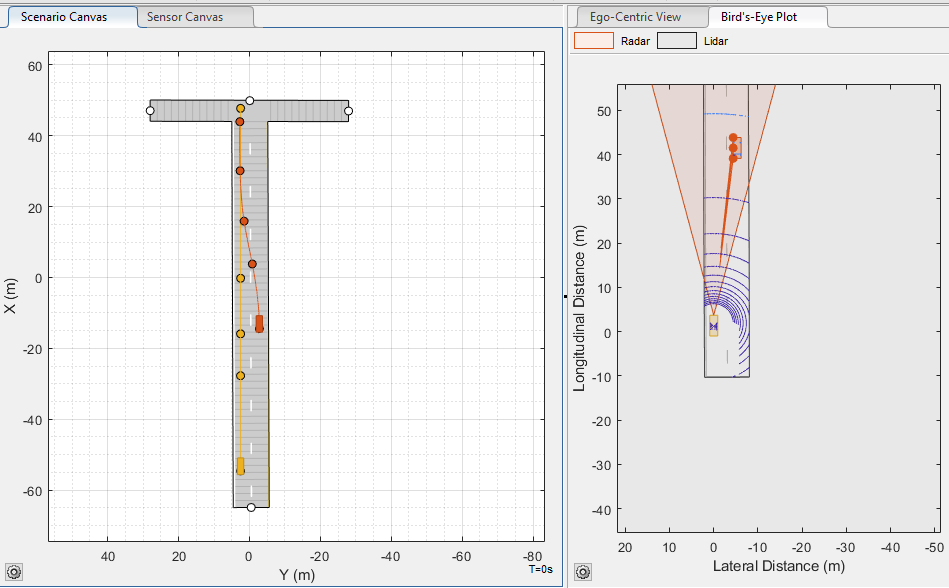 Scenario Canvas
Sensor Canvas
60
40
20
0
-20
-40
-60
X (m)
40
20
0
-20
-40
-60
-80
Y (m)
T=0s
Ego-Centric View
Bird's-Eye Plot
Radar
Lidar
50
40
30
20
10
0
-10
-20
-30
-40
Longitudinal Distance (m)
20
10
0
-10
-20
-30
-40
-50
Lateral Distance (m)